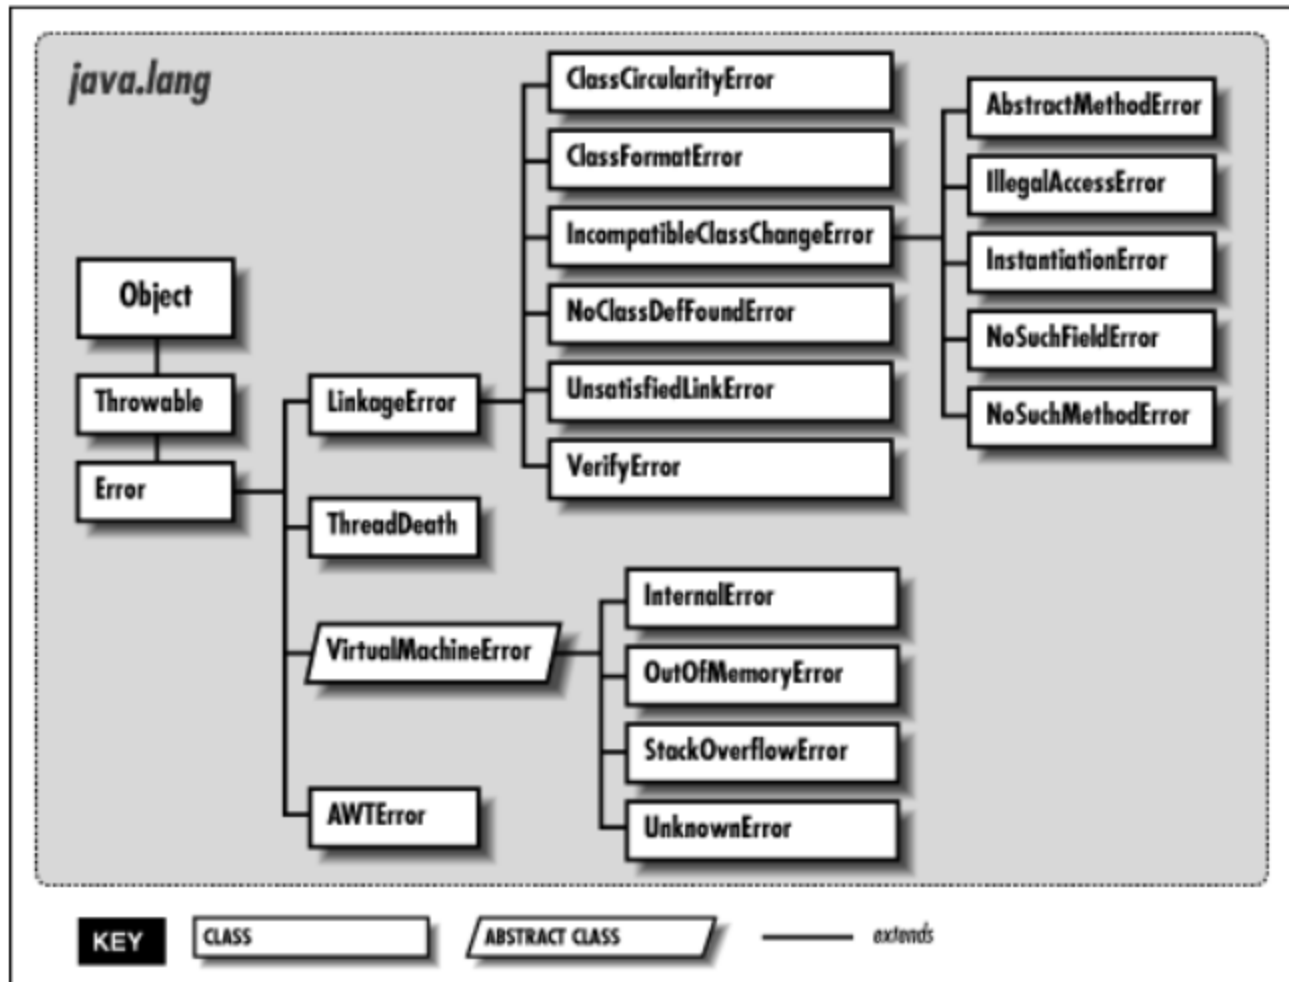 java.lang
Object
Throwable
Error
LinkageError
ThreadDeath
VirtualMachineError
AWTError
ClassCircularityError
ClassFormatError
IncompatibleClassChangeError
NoClassDefFoundError
UnsatisfiedLinkError
VerifyError
AbstractMethodError
IllegalAccessError
InstantiationError
NoSuchFieldError
NoSuchMethodError
InternalError
OutOfMemoryError
StackOverflowError
UnknownError
KEY
CLASS
ABSTRACT CLASS
extends